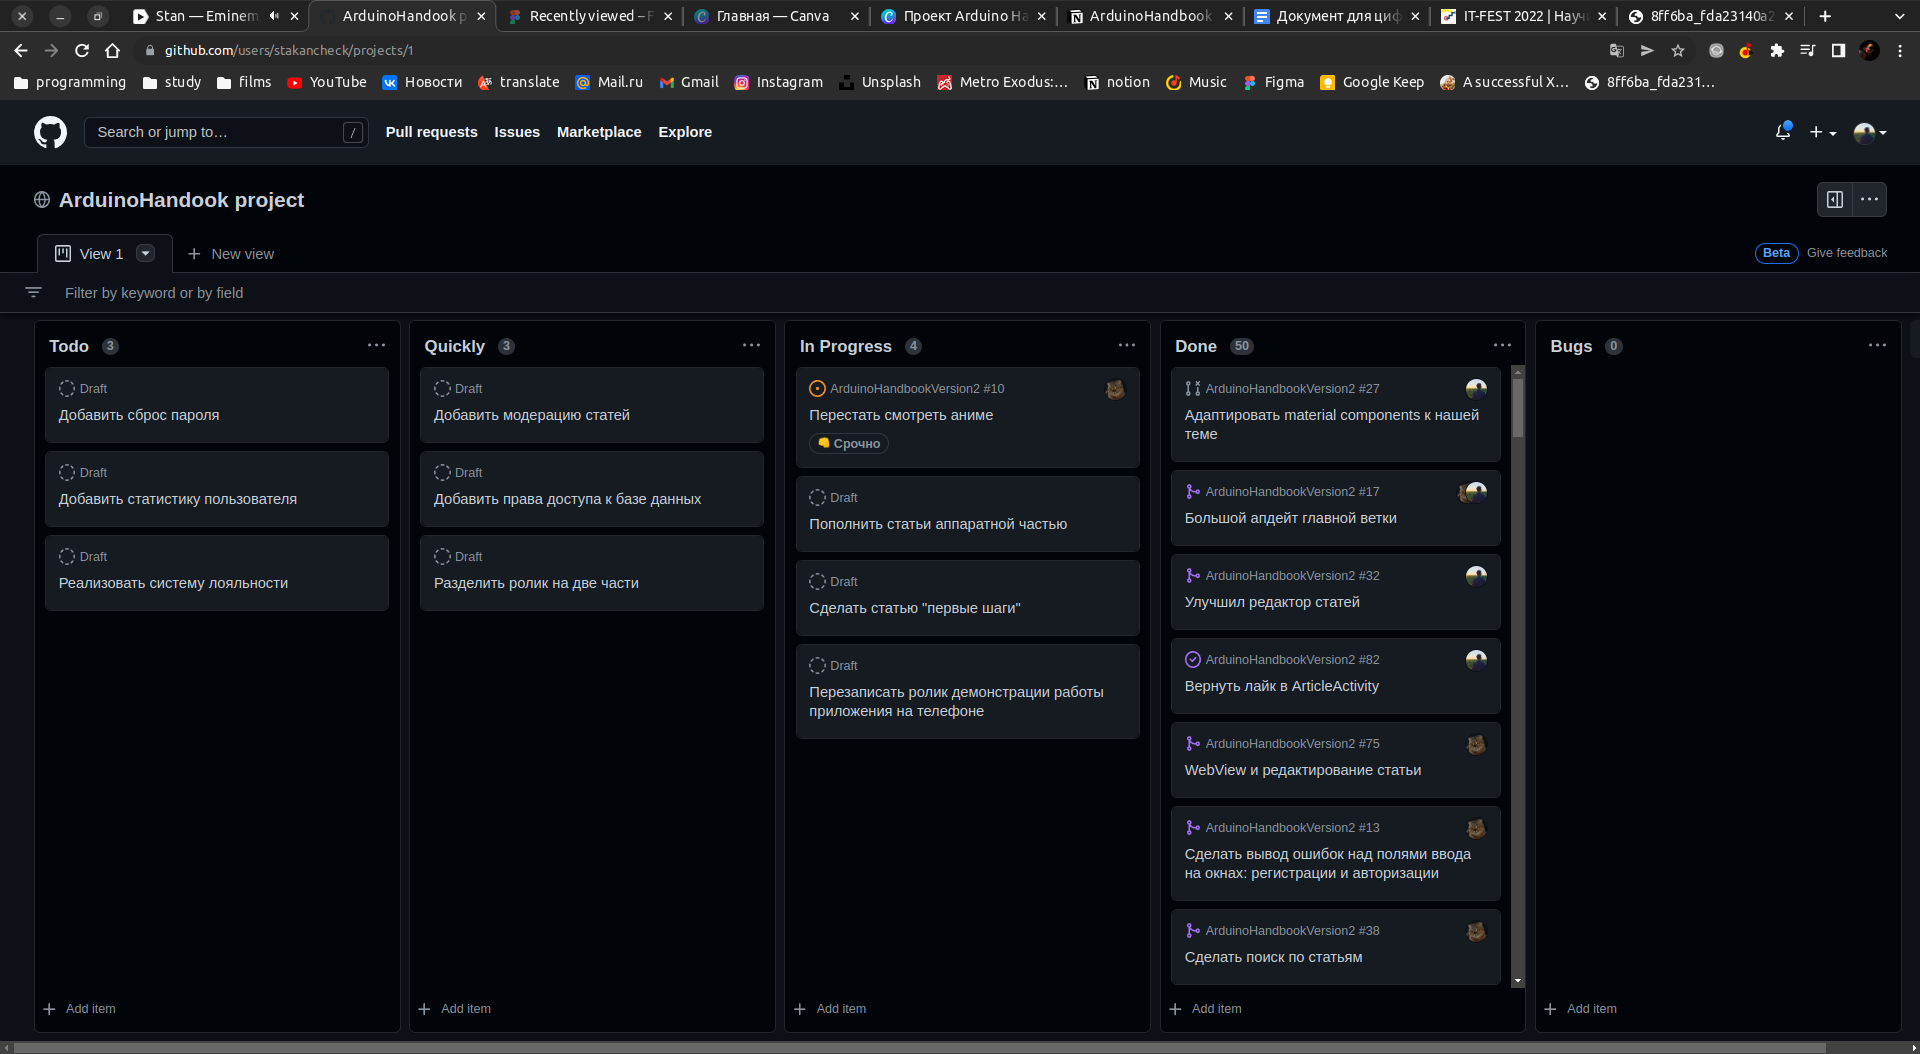 Stan — Eminem
ArduinoHandook p
Recently viewed – F
Главная — Canva
Проект Arduino Ha
ArduinoHandbook
Документ для циф
IT-FEST 2022 | Науч
8ff6ba_fda23140a2
github.com/users/stakancheck/projects/1
programming
study
films
YouTube
Новости
translate
Mail.ru
Gmail
Instagram
Unsplash
Metro Exodus:...
notion
Music
Figma
Google Keep
A successful X...
8ff6ba_fda231...
Search or jump to...
/
Pull requests
Issues
Marketplace
Explore
ArduinoHandook project
View 1
New view
Beta
Give feedback
Filter by keyword or by field
Todo 3
Draft
Добавить сброс пароля
Draft
Добавить статистику пользователя
Draft
Реализовать систему лояльности
Add item
Quickly 3
Draft
Добавить модерацию статей
Draft
Добавить права доступа к базе данных
Draft
Разделить ролик на две части
Add item
In Progress 4
ArduinoHandbookVersion2 #10
Перестать смотреть аниме
👊 Срочно
Draft
Пополнить статьи аппаратной частью
Draft
Сделать статью "первые шаги"
Draft
Перезаписать ролик демонстрации работы
приложения на телефоне
Add item
Done 50
ArduinoHandbookVersion2 #27
Адаптировать material components к нашей
теме
ArduinoHandbookVersion2 #17
Большой апдейт главной ветки
ArduinoHandbookVersion2 #32
Улучшил редактор статей
ArduinoHandbookVersion2 #82
Вернуть лайк в ArticleActivity
ArduinoHandbookVersion2 #75
WebView и редактирование статьи
ArduinoHandbookVersion2 #13
Сделать вывод ошибок над полями ввода
на окнах: регистрации и авторизации
ArduinoHandbookVersion2 #38
Сделать поиск по статьям
Add item
Bugs 0
Add item